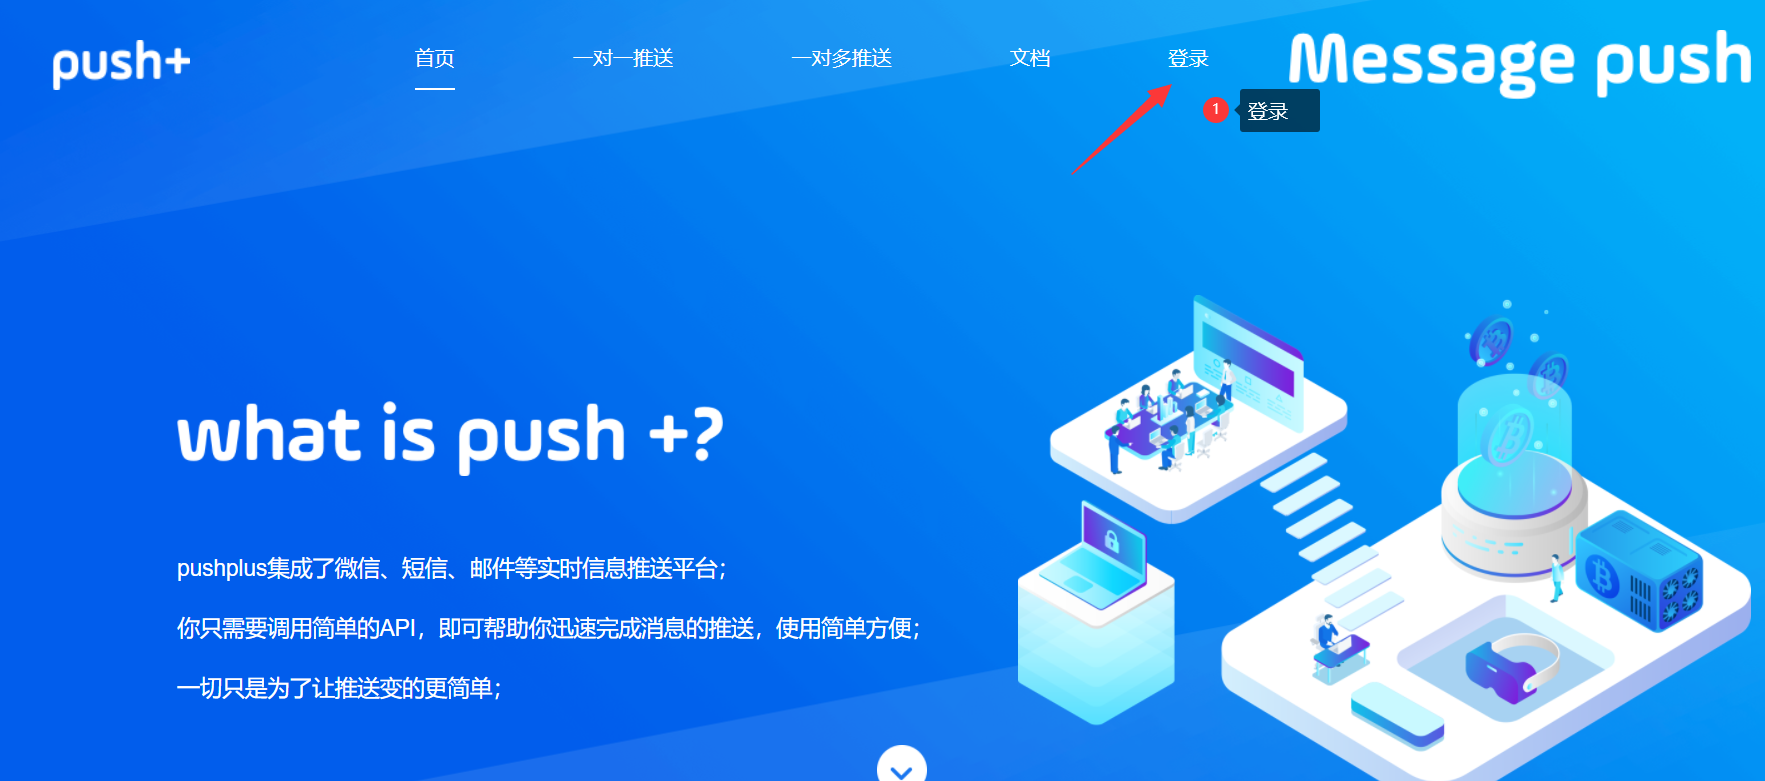 push+
首页 一对一推送 一对多推送 文档 登录
Message push
1 登录
what is push +?
pushplus集成了微信、短信、邮件等实时信息推送平台；
你只需要调用简单的API，即可帮助你迅速完成消息的推送，使用简单方便；
一切只是为了让推送变的更简单；